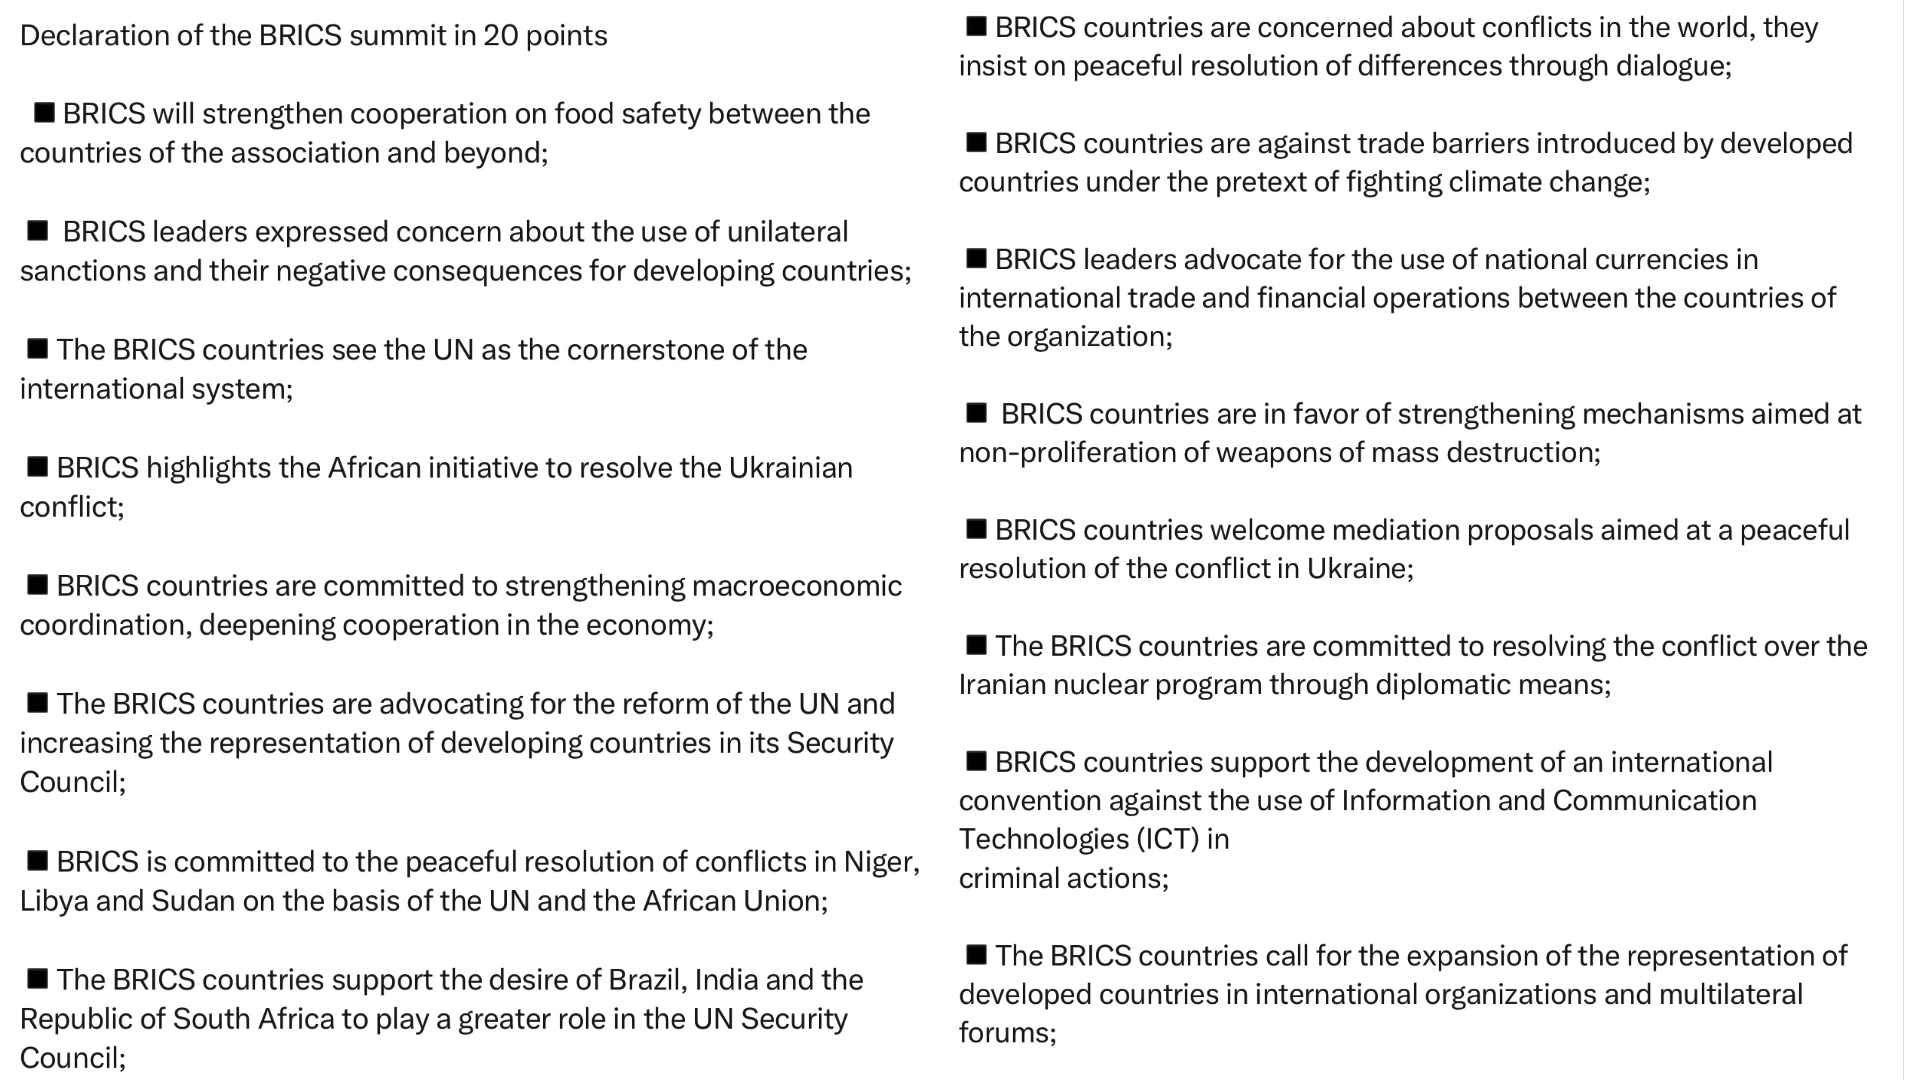 Declaration of the BRICS summit in 20 points
■ BRICS will strengthen cooperation on food safety between the
countries of the association and beyond;
■ BRICS leaders expressed concern about the use of unilateral
sanctions and their negative consequences for developing countries;
■ The BRICS countries see the UN as the cornerstone of the
international system;
■ BRICS highlights the African initiative to resolve the Ukrainian
conflict;
■ BRICS countries are committed to strengthening macroeconomic
coordination, deepening cooperation in the economy;
■ The BRICS countries are advocating for the reform of the UN and
increasing the representation of developing countries in its Security
Council;
■ BRICS is committed to the peaceful resolution of conflicts in Niger,
Libya and Sudan on the basis of the UN and the African Union;
■ The BRICS countries support the desire of Brazil, India and the
Republic of South Africa to play a greater role in the UN Security
Council;
■ BRICS countries are concerned about conflicts in the world, they
insist on peaceful resolution of differences through dialogue;
■ BRICS countries are against trade barriers introduced by developed
countries under the pretext of fighting climate change;
■ BRICS leaders advocate for the use of national currencies in
international trade and financial operations between the countries of
the organization;
■ BRICS countries are in favor of strengthening mechanisms aimed at
non-proliferation of weapons of mass destruction;
■ BRICS countries welcome mediation proposals aimed at a peaceful
resolution of the conflict in Ukraine;
■ The BRICS countries are committed to resolving the conflict over the
Iranian nuclear program through diplomatic means;
■ BRICS countries support the development of an international
convention against the use of Information and Communication
Technologies (ICT) in
criminal actions;
■ The BRICS countries call for the expansion of the representation of
developed countries in international organizations and multilateral
forums;